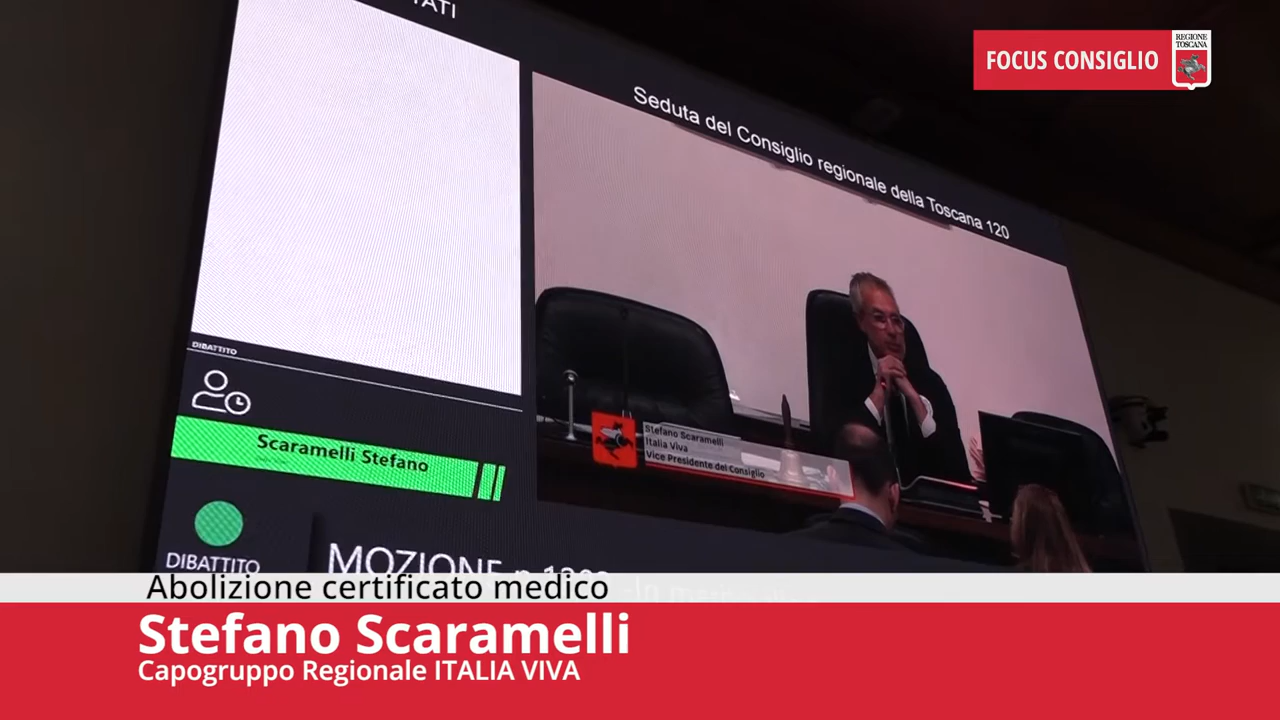 TATI
FOCUS CONSIGLIO
REGIONE
TOSCANA
Seduta del Consiglio regionale della Toscana 120
DIBATTITO
Scaramelli Stefano
Stefano Scaramelli
Italia Viva
Vice Presidente del Consiglio
DIBATTITO
MOZIONE n.
Abolizione certificato medico
Stefano Scaramelli
Capogruppo Regionale ITALIA VIVA